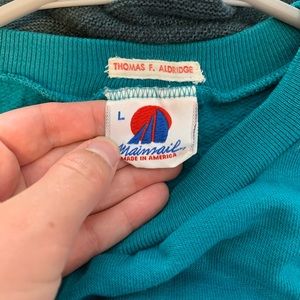 THOMAS F. ALDRIDGE
L
Mainsail
MADE IN AMERICA